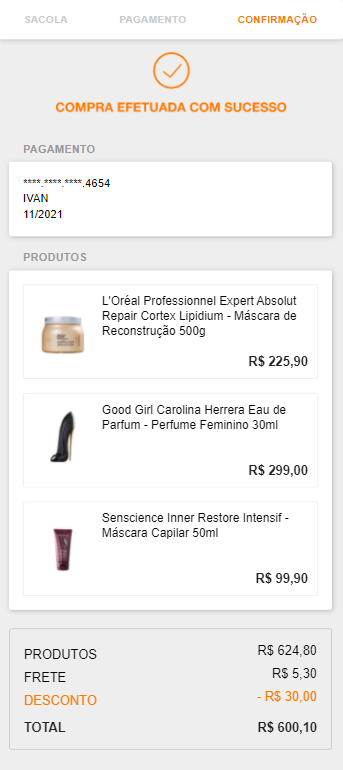 SACOLA PAGAMENTO CONFIRMAÇÃO
COMPRA EFETUADA COM SUCESSO
PAGAMENTO
****.****.****.4654
IVAN
11/2021
PRODUTOS
L'Oréal Professionnel Expert Absolut
Repair Cortex Lipidium - Máscara de
Reconstrução 500g
R$ 225,90
Good Girl Carolina Herrera Eau de
Parfum - Perfume Feminino 30ml
R$ 299,00
Senscience Inner Restore Intensif -
Máscara Capilar 50ml
R$ 99,90
PRODUTOS R$ 624,80
FRETE R$ 5,30
DESCONTO - R$ 30,00
TOTAL R$ 600,10